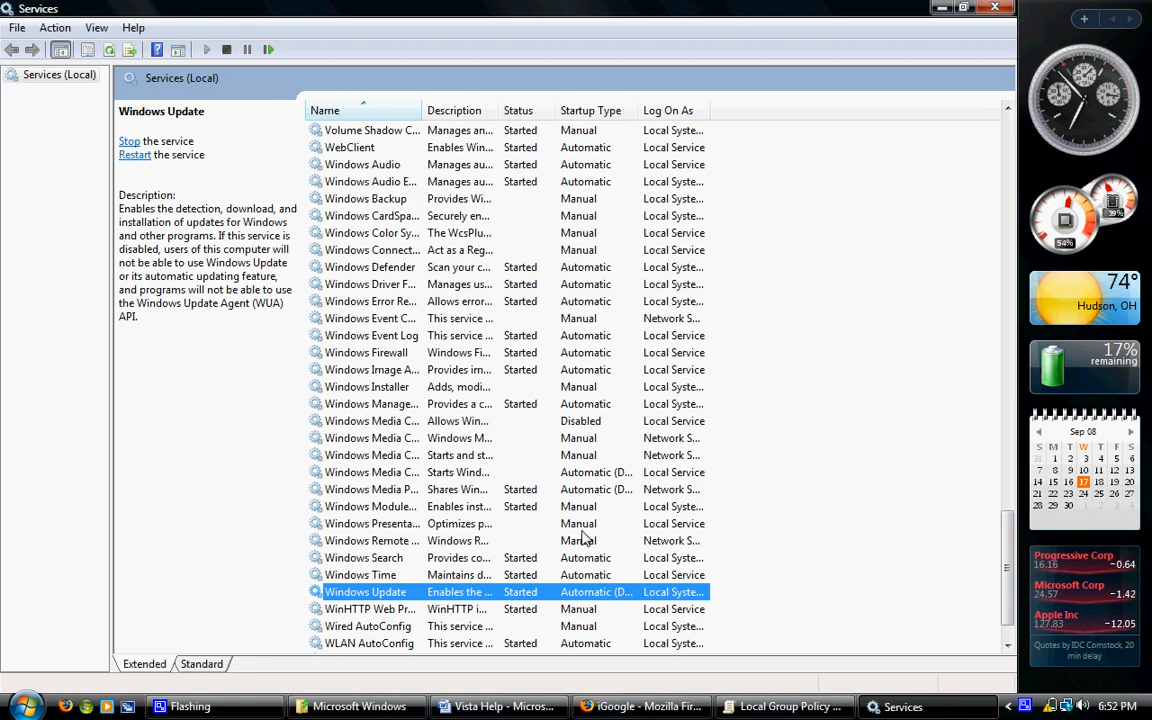 Services
File Action View Help
Services (Local)
Services (Local)
Windows Update
Stop the service
Restart the service
Description:
Enables the detection, download, and
installation of updates for Windows
and other programs. If this service is
disabled, users of this computer will
not be able to use Windows Update
or its automatic updating feature,
and programs will not be able to use
the Windows Update Agent (WUA)
API.
Name Description Status Startup Type Log On As
Volume Shadow C... Manages an... Started Manual Local Syste...
WebClient Enables Win... Started Automatic Local Service
Windows Audio Manages au... Started Automatic Local Service
Windows Audio E... Manages au... Started Automatic Local Syste...
Windows Backup Provides Wi... Manual Local Syste...
Windows CardSpa... Securely en... Manual Local Syste...
Windows Color Sy... The WcsPlu... Manual Local Service
Windows Connect... Act as a Reg... Manual Local Service
Windows Defender Scan your c... Started Automatic Local Syste...
Windows Driver F... Manages us... Started Automatic Local Syste...
Windows Error Re... Allows error... Started Automatic Local Syste...
Windows Event C... This service ... Manual Network S...
Windows Event Log This service ... Started Automatic Local Service
Windows Firewall Windows Fi... Started Automatic Local Service
Windows Image A... Provides im... Started Automatic Local Service
Windows Installer Adds, modi... Manual Local Syste...
Windows Manage... Provides a c... Started Automatic Local Syste...
Windows Media C... Allows Win... Disabled Local Service
Windows Media C... Windows M... Manual Network S...
Windows Media C... Starts and st... Manual Network S...
Windows Media C... Starts Wind... Automatic (D... Local Service
Windows Media P... Shares Win... Started Automatic (D... Network S...
Windows Module... Enables inst... Started Manual Local Syste...
Windows Presenta... Optimizes p... Manual Local Service
Windows Remote ... Windows R... Manual Network S...
Windows Search Provides co... Started Automatic Local Syste...
Windows Time Maintains d... Started Automatic Local Service
Windows Update Enables the ... Started Automatic (D... Local Syste...
WinHTTP Web Pr... WinHTTP i... Started Manual Local Service
Wired AutoConfig This service ... Manual Local Syste...
WLAN AutoConfig This service ... Started Automatic Local Syste...
Extended Standard
39%
54%
74°
Hudson, OH
17%
remaining
Sep 08
S M T W T F S
31 1 2 3 4 5 6
7 8 9 10 11 12 13
14 15 16 17 18 19 20
21 22 23 24 25 26 27
28 29 30 1 2 3 4
Progressive Corp
16.16 -0.64
Microsoft Corp
24.57 -1.42
Apple Inc
127.83 -12.05
Quotes by IDC Comstock, 20
min delay
Flashing Microsoft Windows Vista Help - Micros... iGoogle - Mozilla Fir... Local Group Policy ... Services 6:52 PM